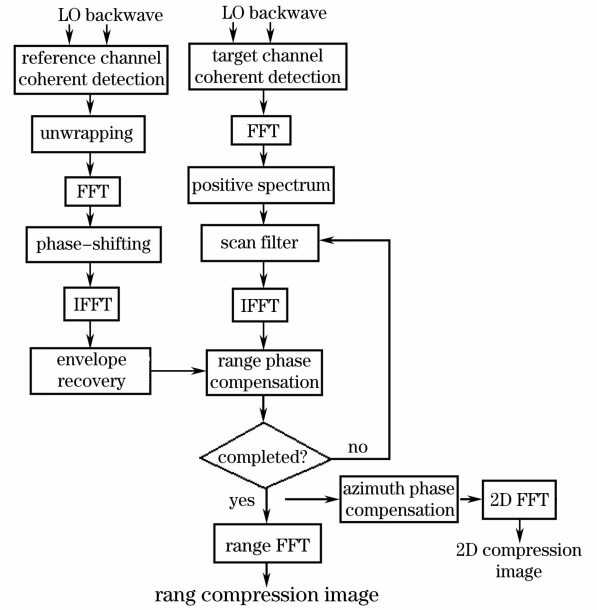 LO backwave
reference channel
coherent detection
unwrapping
FFT
phase-shifting
IFFT
envelope
recovery
LO backwave
target channel
coherent detection
FFT
positive spectrum
scan filter
IFFT
range phase
compensation
completed?
no
yes
range FFT
rang compression image
azimuth phase
compensation
2D FFT
2D compression
image